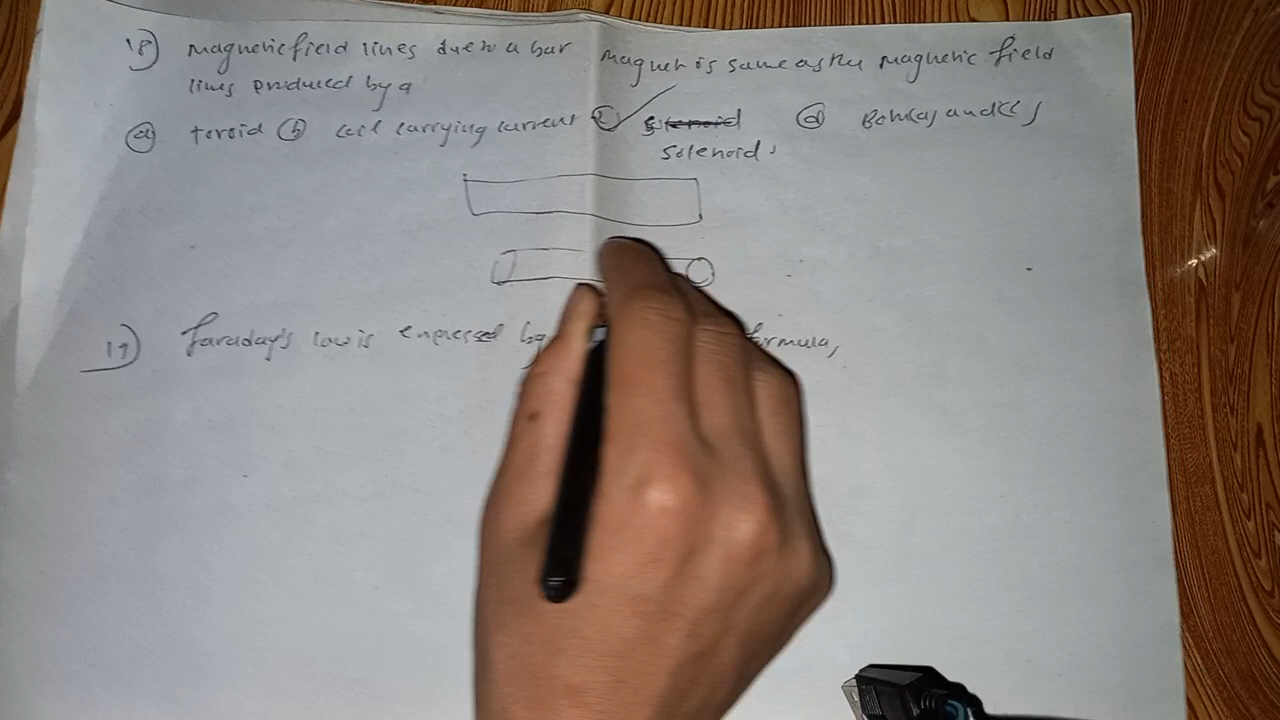 18) Magnetic field lines due to a bar magnet is same as the magnetic field
lines produced by a
(a) toroid (b) coil carrying current (c) solenoid. (d) Both (a) and (c)
19) Faraday's law is expressed by formula,